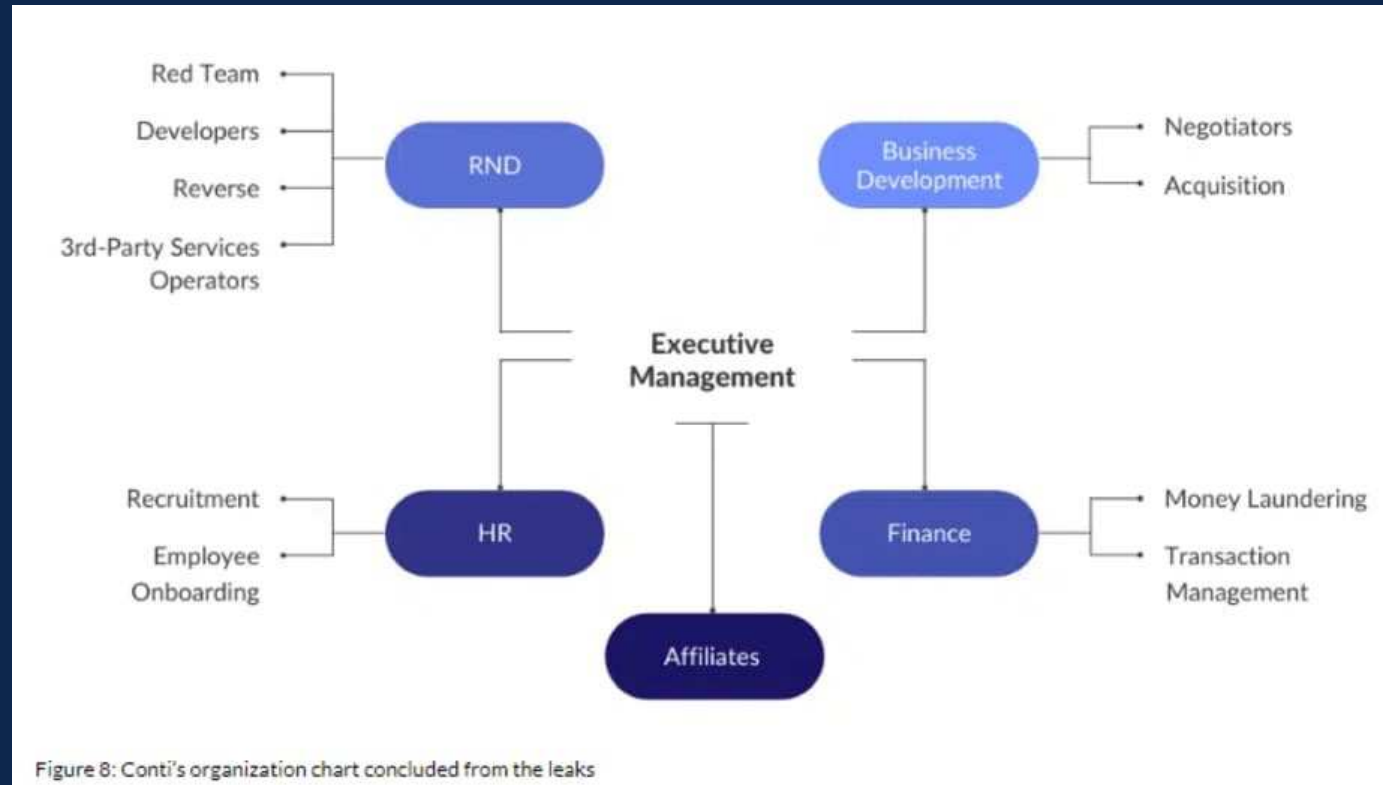 Red Team
Developers
Reverse
3rd-Party Services
Operators
RND
Business
Development
Negotiators
Acquisition
Executive
Management
Recruitment
Employee
Onboarding
HR
Finance
Money Laundering
Transaction
Management
Affiliates
Figure 8: Conti's organization chart concluded from the leaks